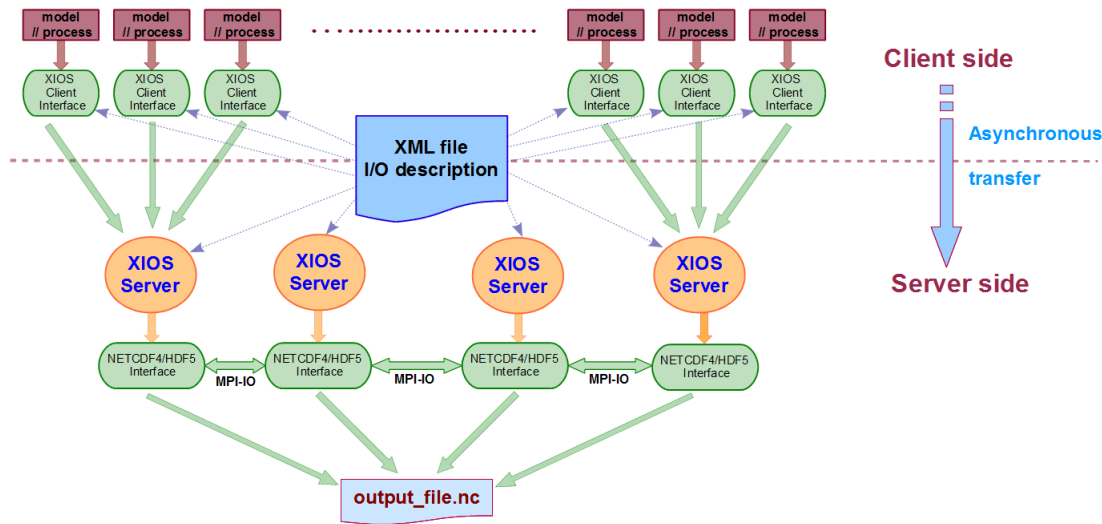 model
// process
model
// process
model
// process
model
// process
model
// process
model
// process
XIOS
Client
Interface
XIOS
Client
Interface
XIOS
Client
Interface
XIOS
Client
Interface
XIOS
Client
Interface
XIOS
Client
Interface
Client side
XML file
I/O description
Asynchronous
transfer
XIOS
Server
XIOS
Server
XIOS
Server
XIOS
Server
Server side
NETCDF4/HDF5
Interface
MPI-IO
NETCDF4/HDF5
Interface
MPI-IO
NETCDF4/HDF5
Interface
MPI-IO
NETCDF4/HDF5
Interface
output_file.nc